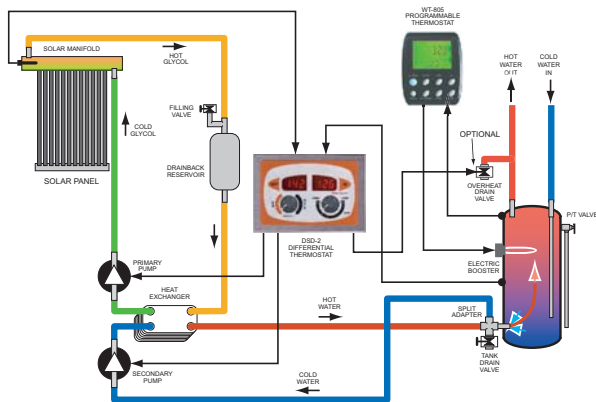 WT-805
PROGRAMMABLE
THERMOSTAT
SOLAR MANIFOLD
HOT
GLYCOL
HOT
WATER
OUT
COLD
WATER
IN
FILLING
VALVE
COLD
GLYCOL
OPTIONAL
DRAINBACK
RESERVOIR
SOLAR PANEL
142
126
OVERHEAT
DRAIN
VALVE
P/T VALVE
DSD-2
DIFFERENTIAL
THERMOSTAT
ELECTRIC
BOOSTER
PRIMARY
PUMP
HEAT
EXCHANGER
HOT
WATER
SPLIT
ADAPTER
TANK
DRAIN
VALVE
SECONDARY
PUMP
COLD
WATER